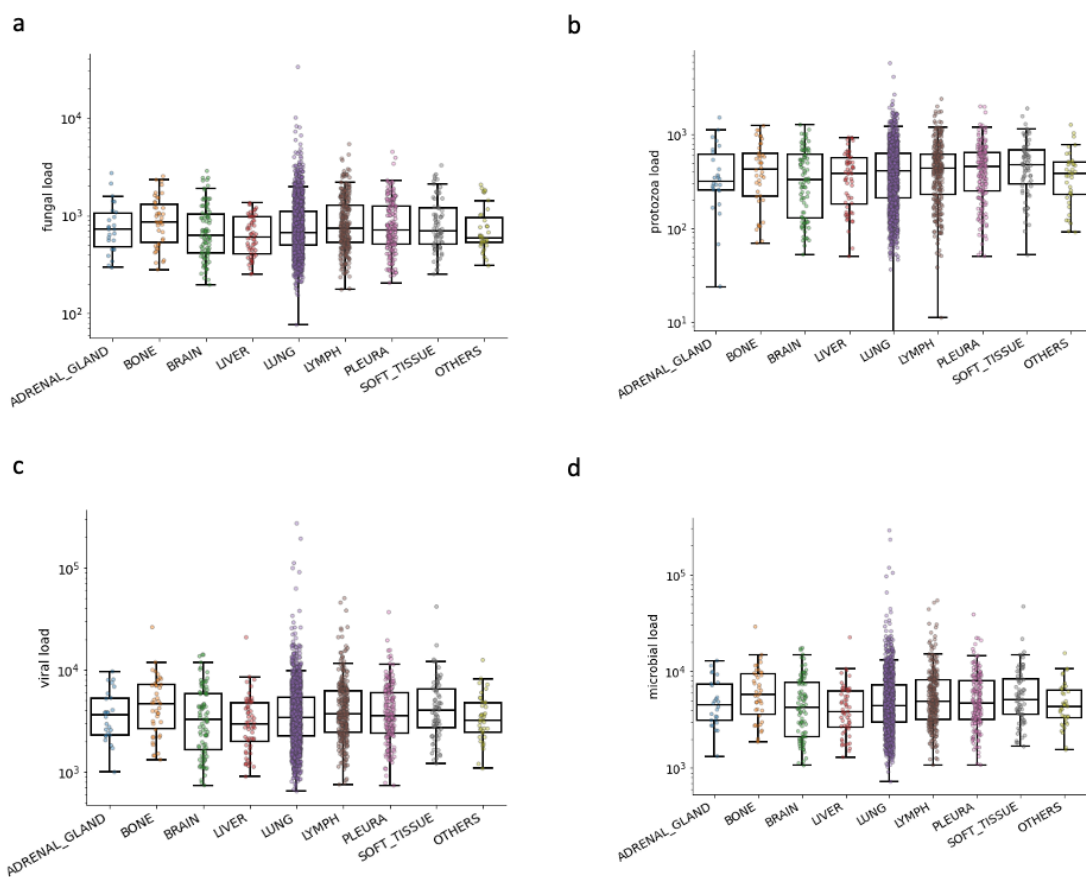 a
fungal load
10^4
10^3
10^2
ADRENAL_GLAND
BONE
BRAIN
LIVER
LUNG
LYMPH
PLEURA
SOFT_TISSUE
OTHERS
b
protozoa load
10^3
10^2
10^1
ADRENAL_GLAND
BONE
BRAIN
LIVER
LUNG
LYMPH
PLEURA
SOFT_TISSUE
OTHERS
c
viral load
10^5
10^4
10^3
ADRENAL_GLAND
BONE
BRAIN
LIVER
LUNG
LYMPH
PLEURA
SOFT_TISSUE
OTHERS
d
microbial load
10^5
10^4
10^3
ADRENAL_GLAND
BONE
BRAIN
LIVER
LUNG
LYMPH
PLEURA
SOFT_TISSUE
OTHERS